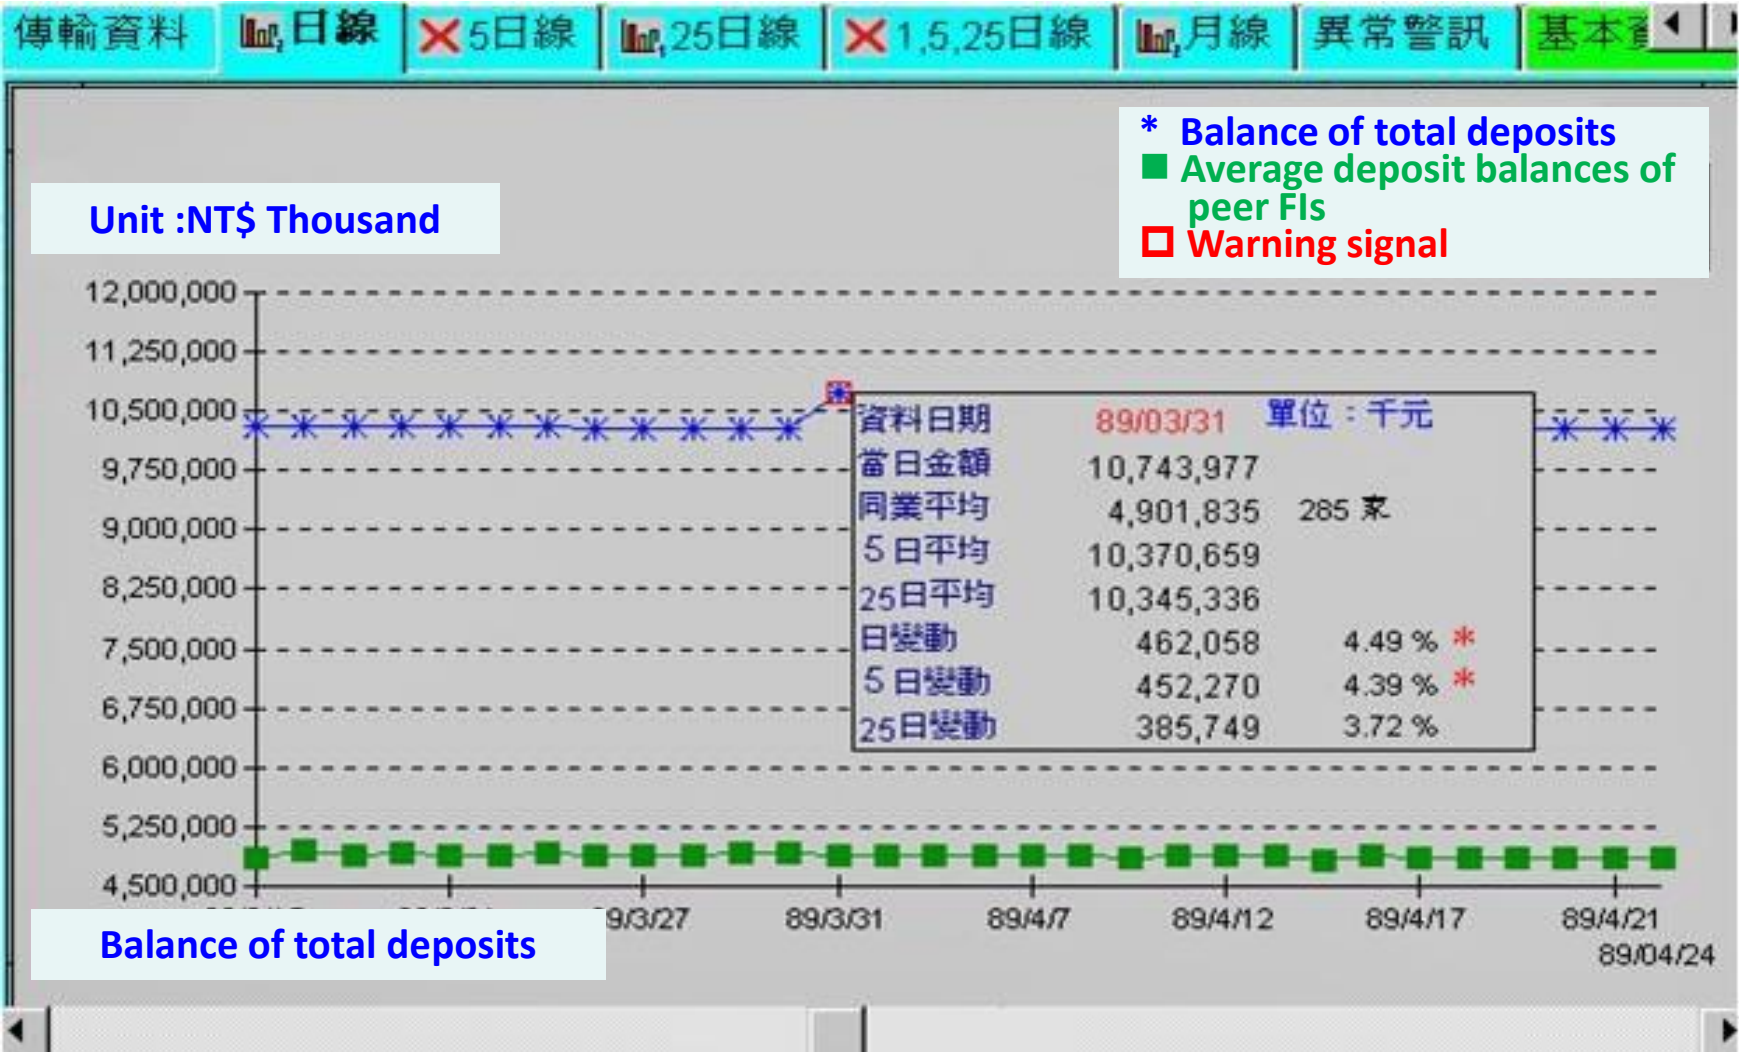 傳輸資料 日線 5日線 25日線 1,5,25日線 月線 異常警訊 基本
* Balance of total deposits
Average deposit balances of
peer FIs
Warning signal
Unit :NT$ Thousand
12,000,000
11,250,000
10,500,000
9,750,000
9,000,000
8,250,000
7,500,000
6,750,000
6,000,000
5,250,000
4,500,000
資料日期 89/03/31 單位：千元
當日金額 10,743,977
同業平均 4,901,835 285 家
5日平均 10,370,659
25日平均 10,345,336
日變動 462,058 4.49 % *
5日變動 452,270 4.39 % *
25日變動 385,749 3.72 %
9/3/27 89/3/31 89/4/7 89/4/12 89/4/17 89/4/21
89/04/24
Balance of total deposits